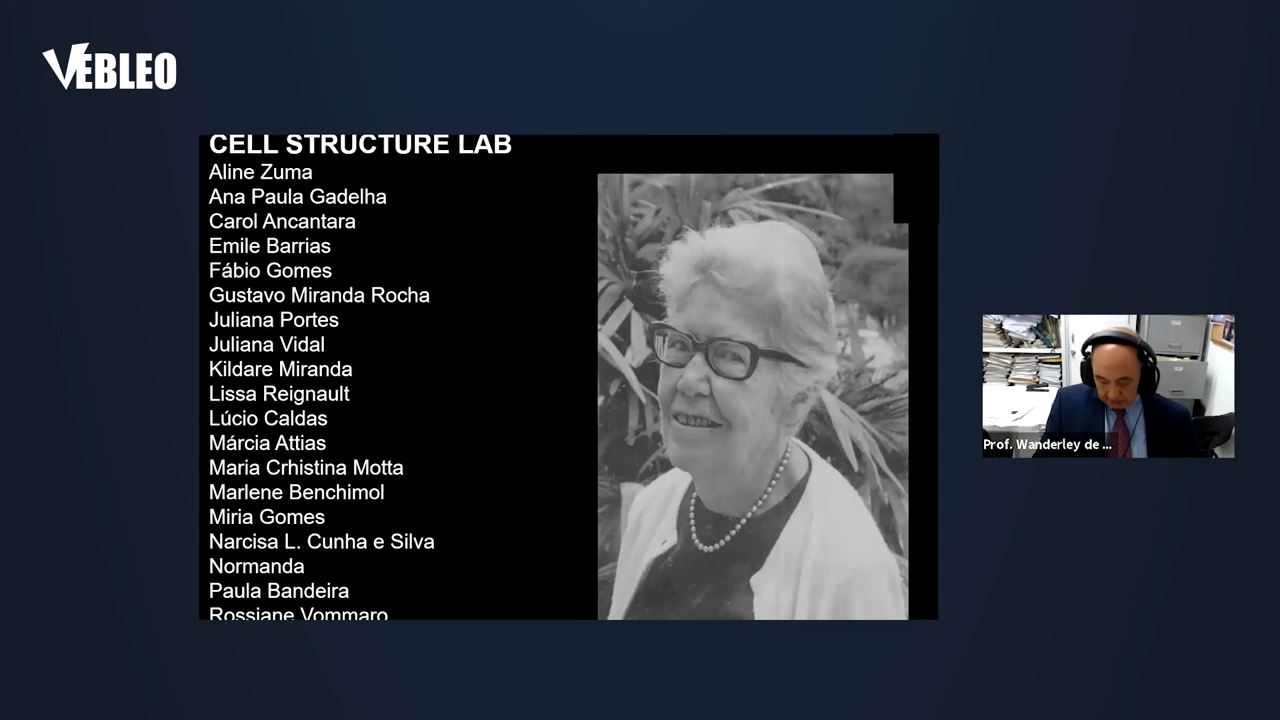 VEBLEO
CELL STRUCTURE LAB
Aline Zuma
Ana Paula Gadelha
Carol Ancantara
Emile Barrias
Fábio Gomes
Gustavo Miranda Rocha
Juliana Portes
Juliana Vidal
Kildare Miranda
Lissa Reignault
Lúcio Caldas
Márcia Attias
Maria Crhistina Motta
Marlene Benchimol
Miria Gomes
Narcisa L. Cunha e Silva
Normanda
Paula Bandeira
Rossiane Vommaro
Prof. Wanderley de ...